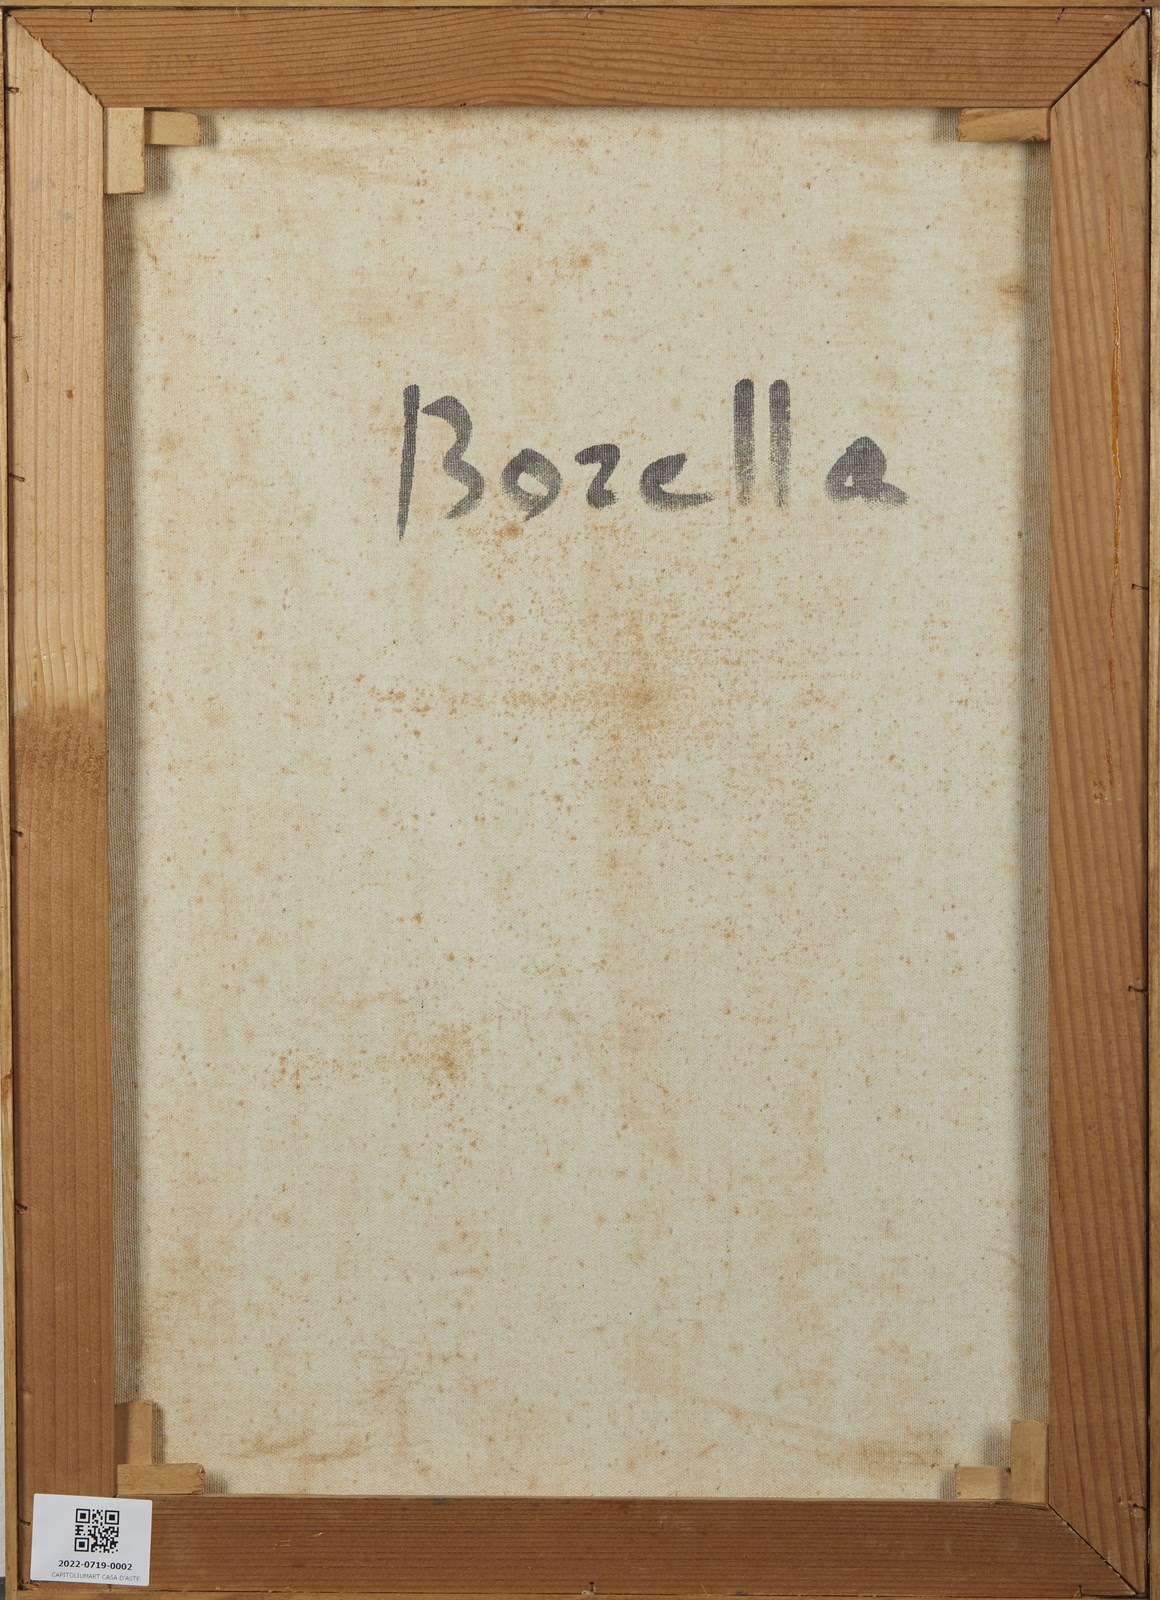 Borella
2022-0719-0002
CAPITOLIUMART CASA D'ASTE